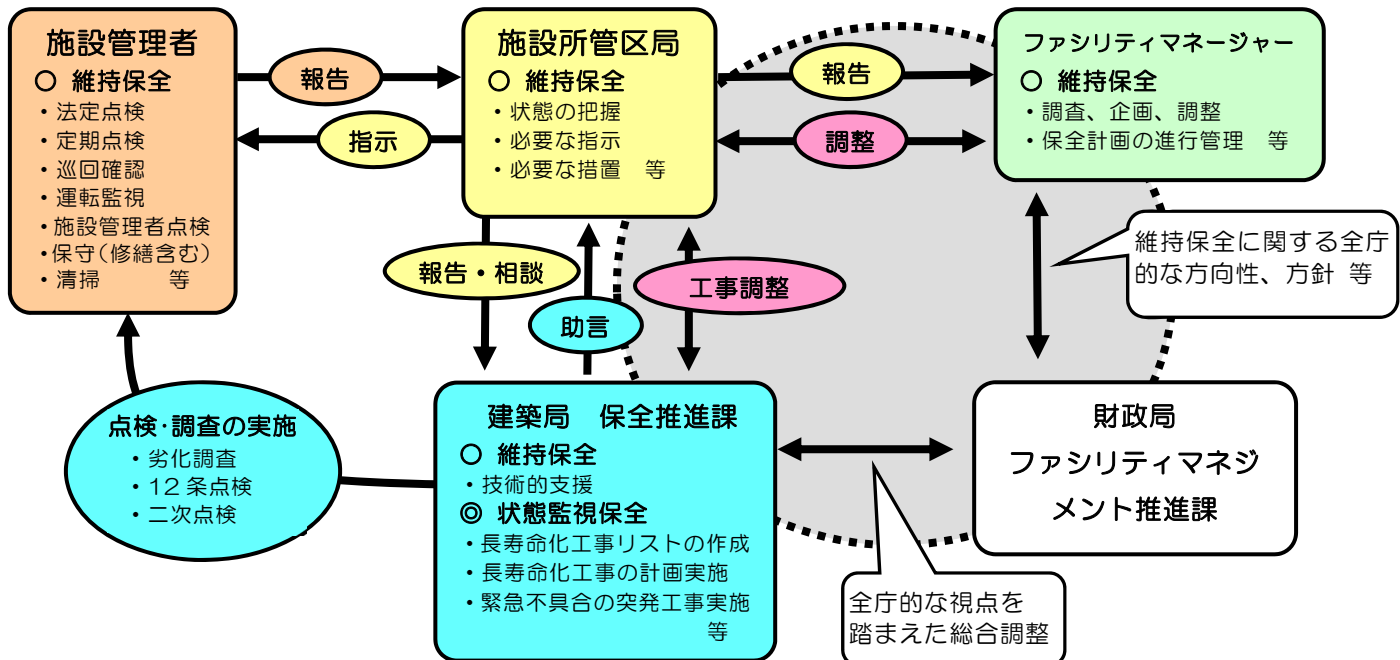 施設管理者
○ 維持保全
・法定点検
・定期点検
・巡回確認
・運転監視
・施設管理者点検
・保守（修繕含む）
・清掃　　　等
報告
指示
施設所管区局
○ 維持保全
・状態の把握
・必要な指示
・必要な措置　等
報告
調整
ファシリティマネージャー
○ 維持保全
・調査、企画、調整
・保全計画の進行管理　等
維持保全に関する全庁
的な方向性、方針 等
報告・相談
助言
工事調整
点検・調査の実施
・劣化調査
・12 条点検
・二次点検
建築局　保全推進課
○ 維持保全
・技術的支援
◎ 状態監視保全
・長寿命化工事リストの作成
・長寿命化工事の計画実施
・緊急不具合の突発工事実施
等
財政局
ファシリティマネジ
メント推進課
全庁的な視点を
踏まえた総合調整